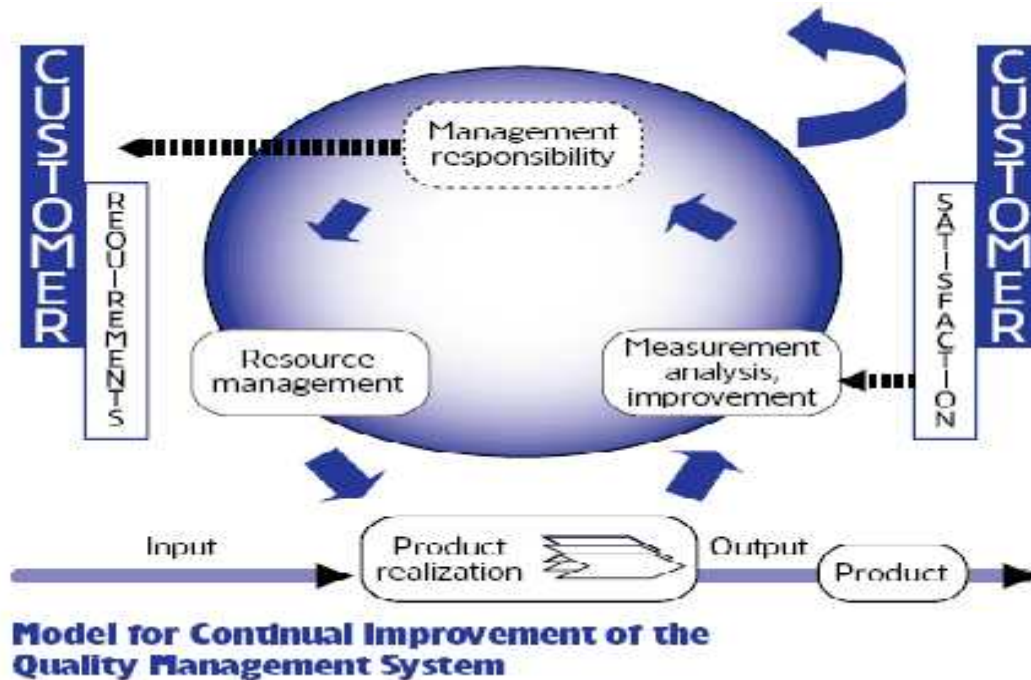 CUSTOMER
REQUIREMENTS
Management
responsibility
CUSTOMER
SATISFACTION
Resource
management
Measurement
analysis,
improvement
Input
Product
realization
Output
Product
Model for Continual Improvement of the
Quality Management System